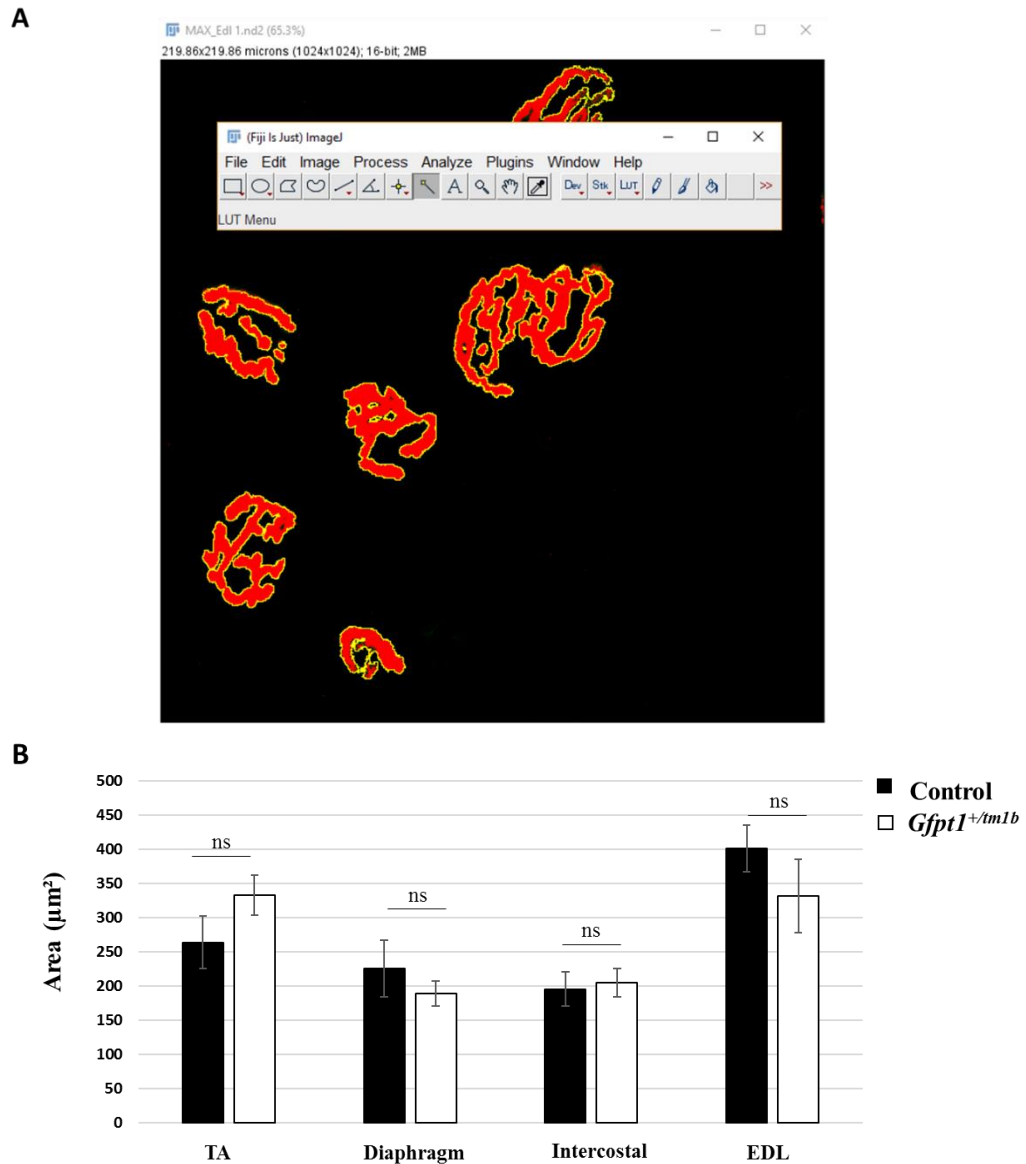 A
MAX_Edl 1.nd2 (65.3%)
219.86x219.86 microns (1024x1024); 16-bit; 2MB
(Fiji Is Just) ImageJ
File Edit Image Process Analyze Plugins Window Help
A Dev Stk LUT >>
LUT Menu
B
500
450
400
350
300
250
200
150
100
50
0
Area (µm²)
ns
ns
ns
ns
Control
Gfpt1+/tm1b
TA Diaphragm Intercostal EDL